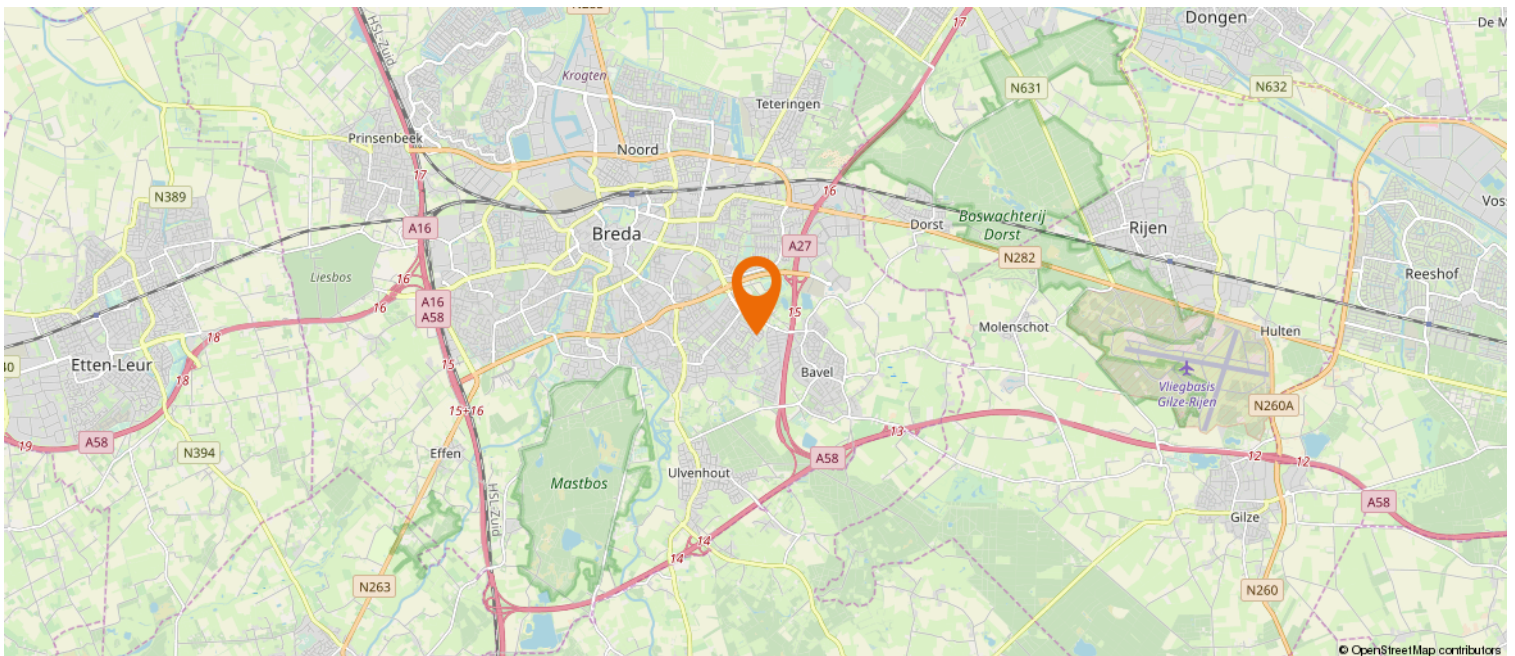 HSL-Zuid
17
Dongen
Krogten
N631
N632
Teteringen
Prinsenbeek
Noord
17
16
N389
Breda
Dorst
Boswachterij
Dorst
Rijen
A16
A27
N282
Reeshof
Liesbos
16
16
A16
A58
15
Molenschot
Hulten
18
Etten-Leur
18
15
Bavel
Vliegbasis
Gilze-Rijen
15+16
N260A
19
A58
N394
Effen
13
A58
12
12
Ulvenhout
Mastbos
HSL-Zuid
A58
Gilze
14
14
N263
N260
© OpenStreetMap contributors